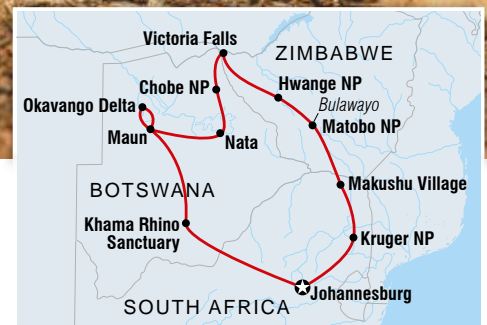 Victoria Falls
ZIMBABWE
Chobe NP
Hwange NP
Okavango Delta
Bulawayo
Matobo NP
Maun
Nata
Makushu Village
BOTSWANA
Khama Rhino
Sanctuary
Kruger NP
Johannesburg
SOUTH AFRICA